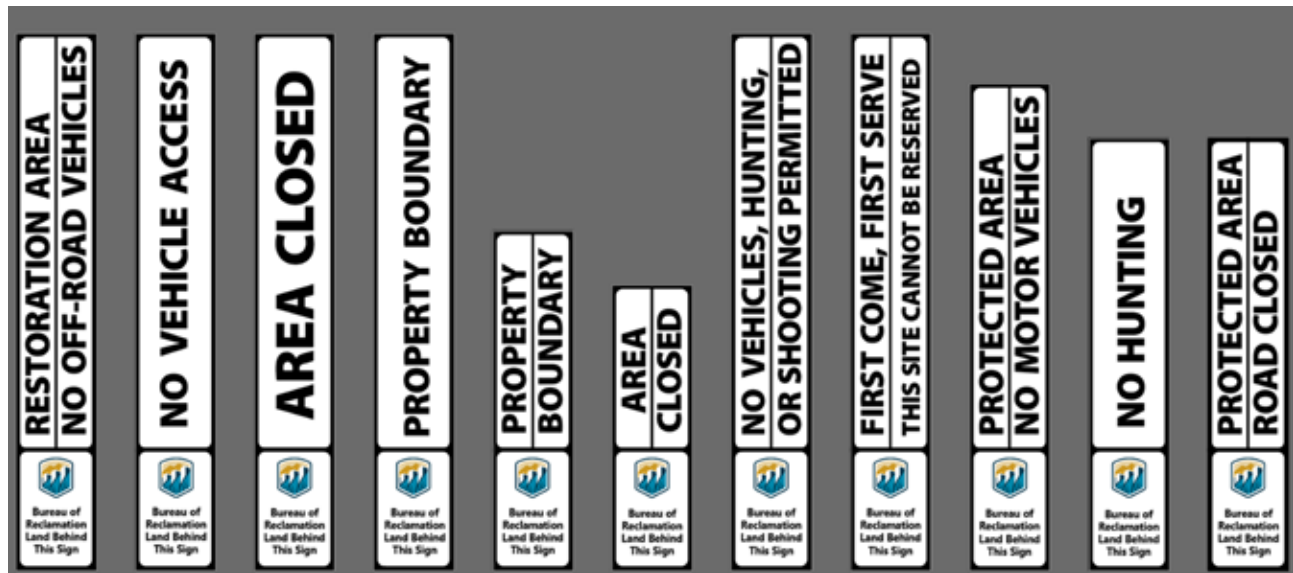 RESTORATION AREA
NO OFF-ROAD VEHICLES
Bureau of
Reclamation
Land Behind
This Sign
NO VEHICLE ACCESS
Bureau of
Reclamation
Land Behind
This Sign
AREA CLOSED
Bureau of
Reclamation
Land Behind
This Sign
PROPERTY BOUNDARY
Bureau of
Reclamation
Land Behind
This Sign
PROPERTY
BOUNDARY
Bureau of
Reclamation
Land Behind
This Sign
AREA
CLOSED
Bureau of
Reclamation
Land Behind
This Sign
NO VEHICLES, HUNTING,
OR SHOOTING PERMITTED
Bureau of
Reclamation
Land Behind
This Sign
FIRST COME, FIRST SERVE
THIS SITE CANNOT BE RESERVED
Bureau of
Reclamation
Land Behind
This Sign
PROTECTED AREA
NO MOTOR VEHICLES
Bureau of
Reclamation
Land Behind
This Sign
NO HUNTING
Bureau of
Reclamation
Land Behind
This Sign
PROTECTED AREA
ROAD CLOSED
Bureau of
Reclamation
Land Behind
This Sign